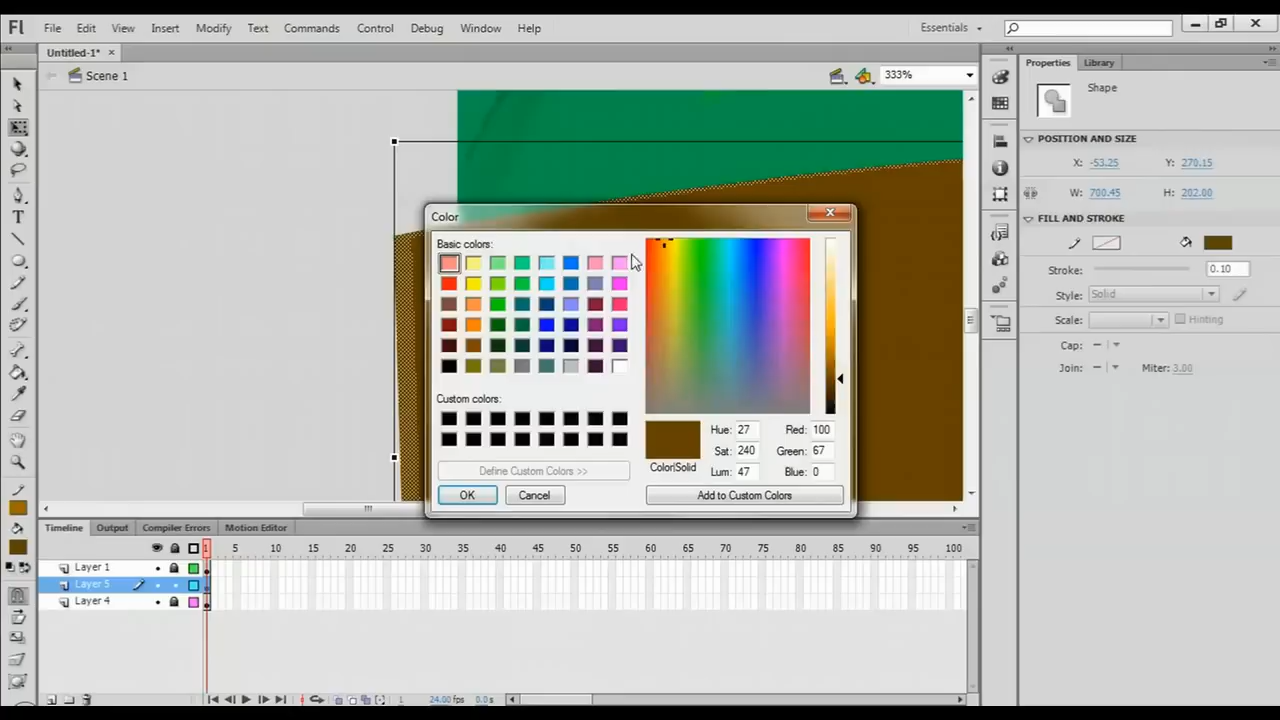 Fl File Edit View Insert Modify Text Commands Control Debug Window Help Essentials
Untitled-1* ×
Scene 1 333%
Properties Library
Shape
POSITION AND SIZE
X: -53.25 Y: 270.15
W: 700.45 H: 202.00
FILL AND STROKE
Stroke: 0.10
Style: Solid
Scale: Hinting
Cap:
Join: Miter: 3.00
Color
Basic colors:
Custom colors:
Define Custom Colors >>
OK Cancel
Hue: 27 Red: 100
Sat: 240 Green: 67
Color|Solid Lum: 47 Blue: 0
Add to Custom Colors
Timeline Output Compiler Errors Motion Editor
1 5 10 15 20 25 30 35 40 45 50 55 60 65 70 75 80 85 90 95 100
Layer 1
Layer 5
Layer 4
1 24.00 fps 0.0 s